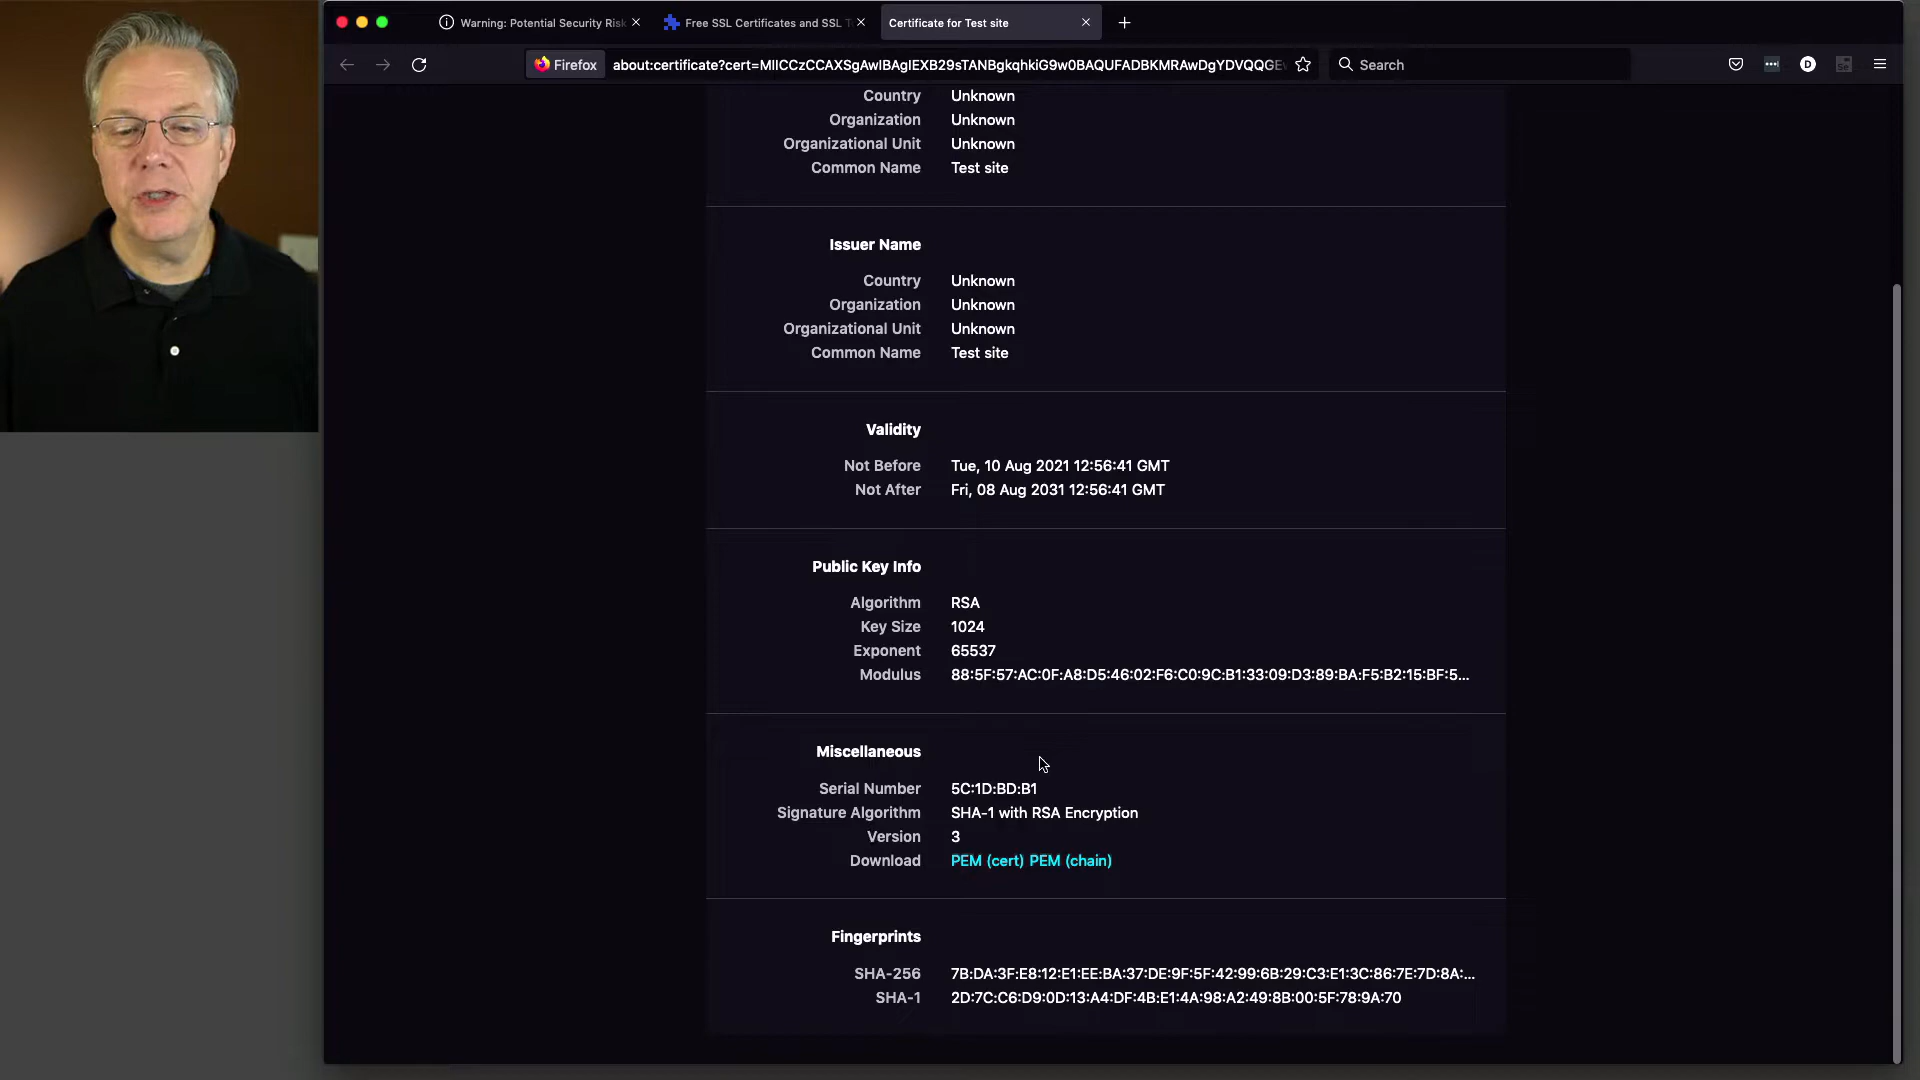 Warning: Potential Security Risk
Free SSL Certificates and SSL T
Certificate for Test site
Firefox
about:certificate?cert=MIICCzCCAXSgAwIBAgIEXB29sTANBgkqhkiG9w0BAQUFADBKMRAwDgYDVQQGEw
Search
Country Unknown
Organization Unknown
Organizational Unit Unknown
Common Name Test site
Issuer Name
Country Unknown
Organization Unknown
Organizational Unit Unknown
Common Name Test site
Validity
Not Before Tue, 10 Aug 2021 12:56:41 GMT
Not After Fri, 08 Aug 2031 12:56:41 GMT
Public Key Info
Algorithm RSA
Key Size 1024
Exponent 65537
Modulus 88:5F:57:AC:0F:A8:D5:46:02:F6:C0:9C:B1:33:09:D3:89:BA:F5:B2:15:BF:5...
Miscellaneous
Serial Number 5C:1D:BD:B1
Signature Algorithm SHA-1 with RSA Encryption
Version 3
Download PEM (cert) PEM (chain)
Fingerprints
SHA-256 7B:DA:3F:E8:12:E1:EE:BA:37:DE:9F:5F:42:99:6B:29:C3:E1:3C:86:7E:7D:8A:...
SHA-1 2D:7C:C6:D9:0D:13:A4:DF:4B:E1:4A:98:A2:49:8B:00:5F:78:9A:70